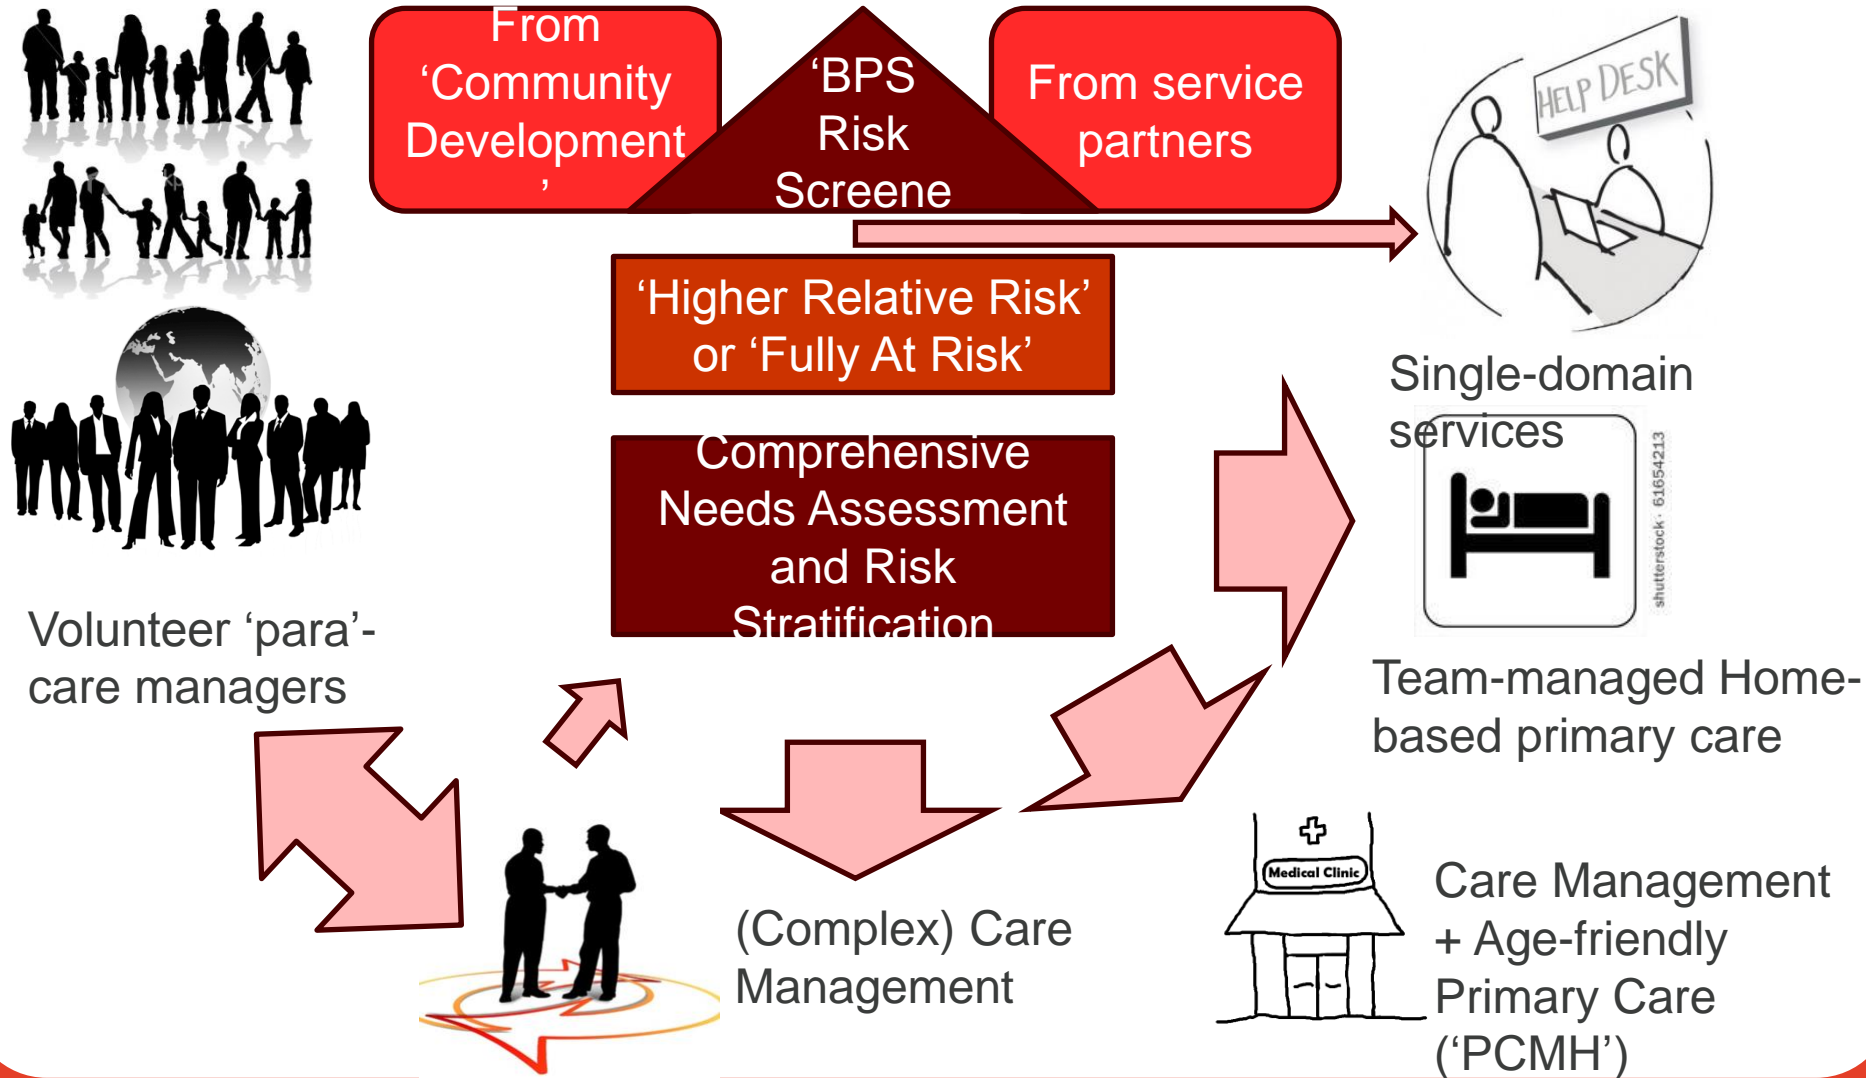 From
‘Community
Development
’
‘BPS
Risk
Screene
From service
partners
HELP DESK
‘Higher Relative Risk’
or ‘Fully At Risk’
Single-domain
services
Comprehensive
Needs Assessment
and Risk
Stratification
shutterstock · 61654213
Volunteer ‘para’-
care managers
Team-managed Home-
based primary care
(Complex) Care
Management
Medical Clinic
Care Management
+ Age-friendly
Primary Care
(‘PCMH’)